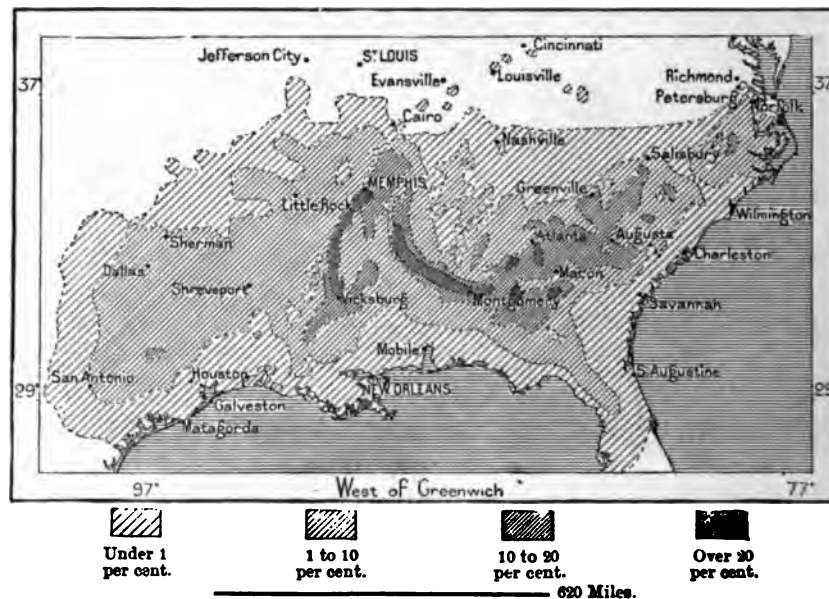 Jefferson City
St LOUIS
Cincinnati
Evansville
Louisville
Richmond
37°
Petersburg
Norfolk
Cairo
Nashville
Salisbury
MEMPHIS
Greenville
Little Rock
Wilmington
Sherman
Atlanta
Augusta
Charleston
Dallas
Macon
Shreveport
Vicksburg
Montgomery
Savannah
Mobile
S. Augustine
San Antonio
Houston
NEW ORLEANS
29°
Galveston
Matagorda
97°
West of Greenwich
77°
Under 1
per cent.
1 to 10
per cent.
10 to 20
per cent.
Over 20
per cent.
620 Miles.